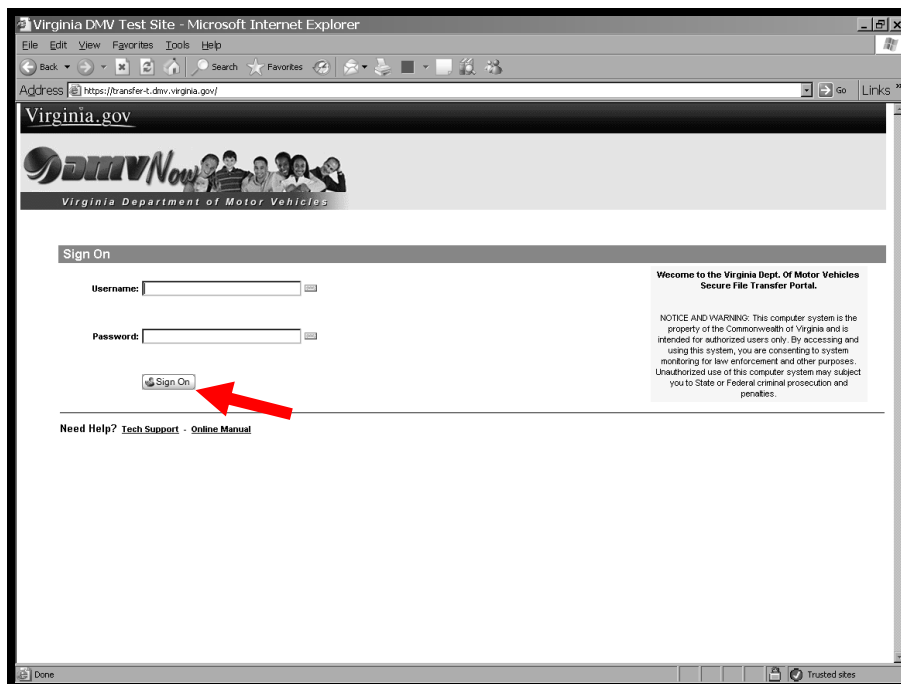 Virginia DMV Test Site - Microsoft Internet Explorer
File Edit View Favorites Tools Help
Back Search Favorites
Address https://transfer-t.dmv.virginia.gov/ Go Links »
Virginia.gov
DMVNow
Virginia Department of Motor Vehicles
Sign On
Username:
Password:
Sign On
Wecome to the Virginia Dept. Of Motor Vehicles
Secure File Transfer Portal.
NOTICE AND WARNING: This computer system is the
property of the Commonwealth of Virginia and is
intended for authorized users only. By accessing and
using this system, you are consenting to system
monitoring for law enforcement and other purposes.
Unauthorized use of this computer system may subject
you to State or Federal criminal prosecution and
penalties.
Need Help? Tech Support - Online Manual
Done Trusted sites